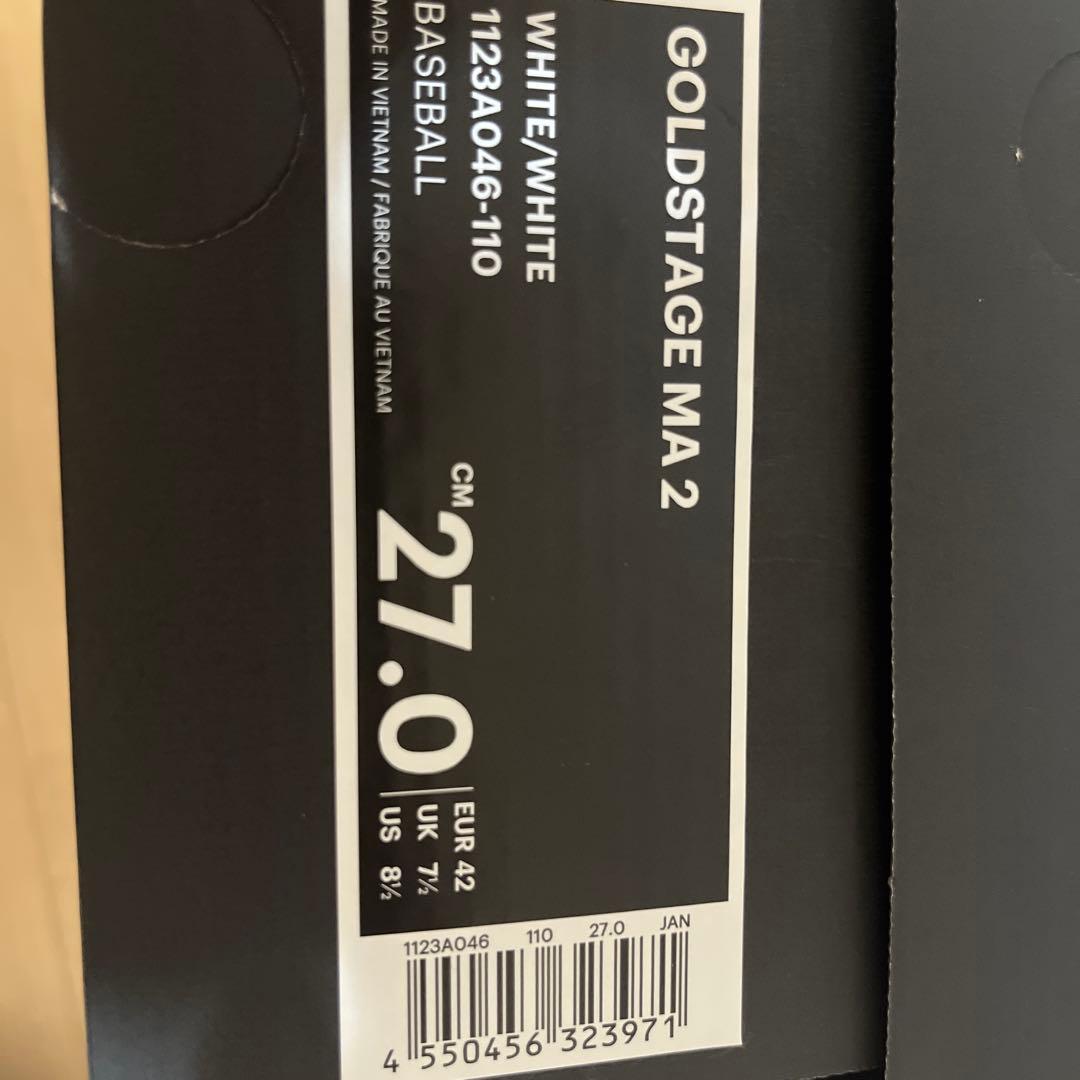 GOLDSTAGE MA 2
WHITE/WHITE
1123A046-110
BASEBALL
MADE IN VIETNAM / FABRIQUE AU VIETNAM
CM 27.0
EUR 42
UK 7½
US 8½
1123A046 110 27.0 JAN
4 550456 323971